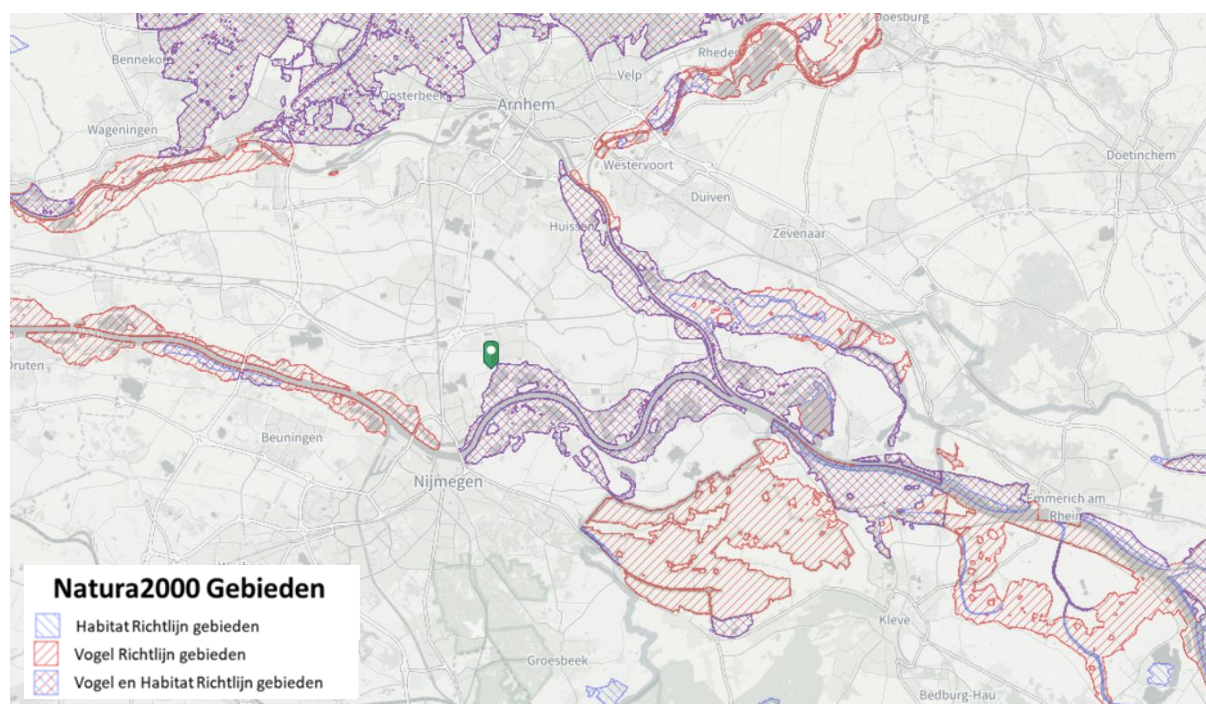 Doesburg
Bennekom
Rheden
Velp
Oosterbeek
Arnhem
Wageningen
Doetinchem
Westervoort
Duiven
Huissen
Zevenaar
Druten
Beuningen
Nijmegen
Emmerich am
Rhein
Natura2000 Gebieden
Habitat Richtlijn gebieden
Vogel Richtlijn gebieden
Vogel en Habitat Richtlijn gebieden
Kleve
Groesbeek
Bedburg-Hau